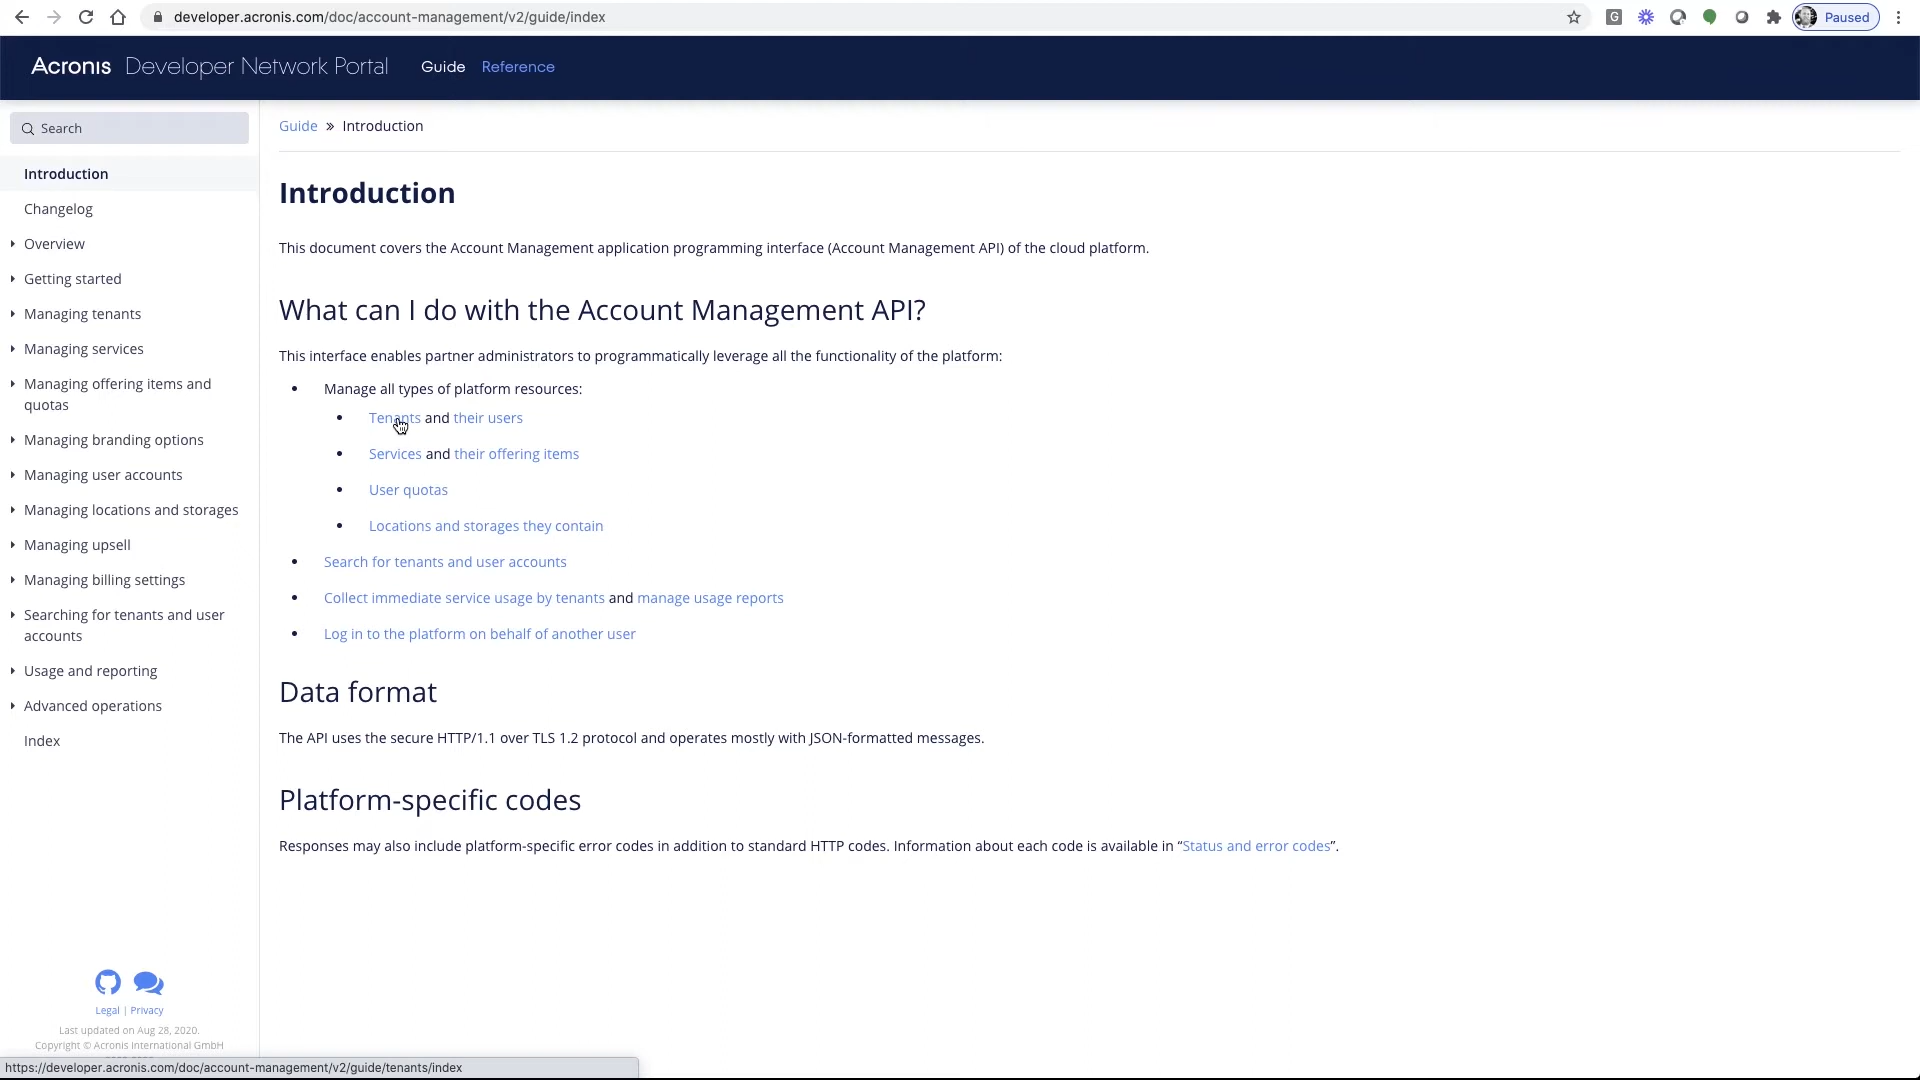 developer.acronis.com/doc/account-management/v2/guide/index
G
Paused
Acronis Developer Network Portal Guide Reference
Search
Introduction
Changelog
Overview
Getting started
Managing tenants
Managing services
Managing offering items and
quotas
Managing branding options
Managing user accounts
Managing locations and storages
Managing upsell
Managing billing settings
Searching for tenants and user
accounts
Usage and reporting
Advanced operations
Index
Legal | Privacy
Last updated on Aug 28, 2020.
Copyright © Acronis International GmbH
Guide » Introduction
Introduction
This document covers the Account Management application programming interface (Account Management API) of the cloud platform.
What can I do with the Account Management API?
This interface enables partner administrators to programmatically leverage all the functionality of the platform:
• Manage all types of platform resources:
• Tenants and their users
• Services and their offering items
• User quotas
• Locations and storages they contain
• Search for tenants and user accounts
• Collect immediate service usage by tenants and manage usage reports
• Log in to the platform on behalf of another user
Data format
The API uses the secure HTTP/1.1 over TLS 1.2 protocol and operates mostly with JSON-formatted messages.
Platform-specific codes
Responses may also include platform-specific error codes in addition to standard HTTP codes. Information about each code is available in “Status and error codes”.
https://developer.acronis.com/doc/account-management/v2/guide/tenants/index